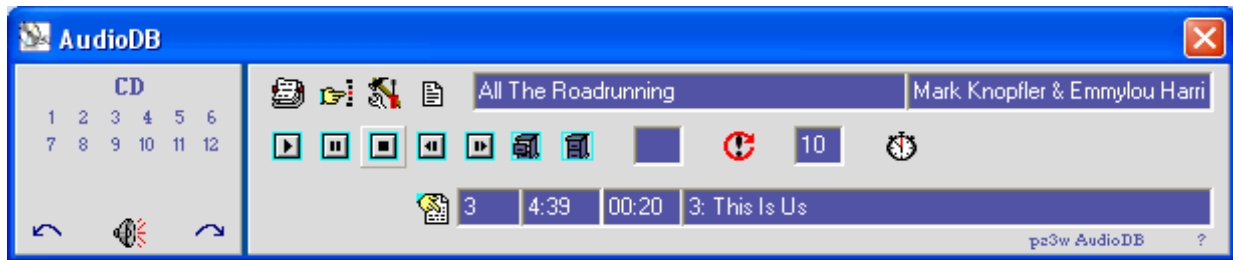 AudioDB
CD
1 2 3 4 5 6
7 8 9 10 11 12
All The Roadrunning Mark Knopfler & Emmylou Harri
10
3 4:39 00:20 3: This Is Us
pe3w AudioDB ?